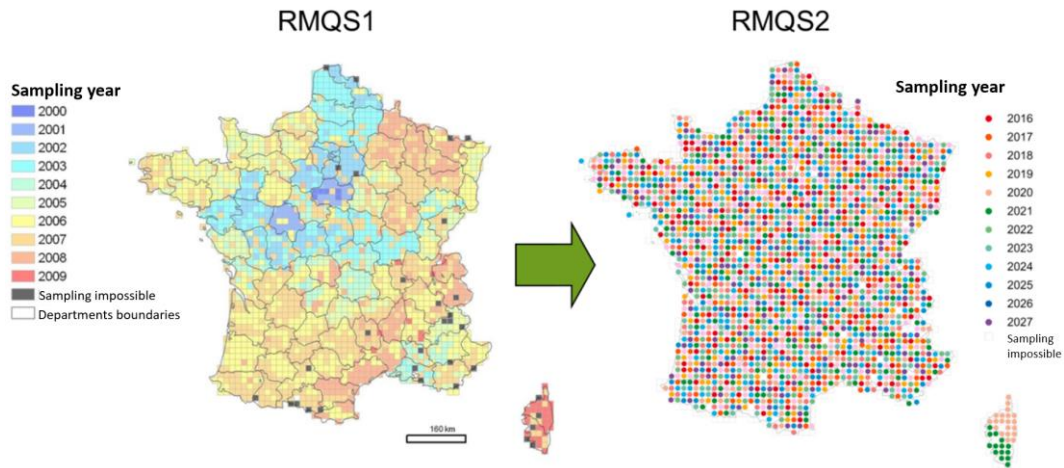 RMQS1
RMQS2
Sampling year
2000
2001
2002
2003
2004
2005
2006
2007
2008
2009
Sampling impossible
Departments boundaries
160 km
Sampling year
2016
2017
2018
2019
2020
2021
2022
2023
2024
2025
2026
2027
Sampling
impossible